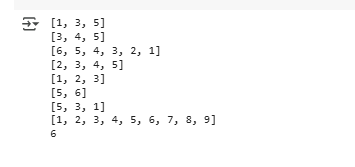 [1, 3, 5]
[3, 4, 5]
[6, 5, 4, 3, 2, 1]
[2, 3, 4, 5]
[1, 2, 3]
[5, 6]
[5, 3, 1]
[1, 2, 3, 4, 5, 6, 7, 8, 9]
6